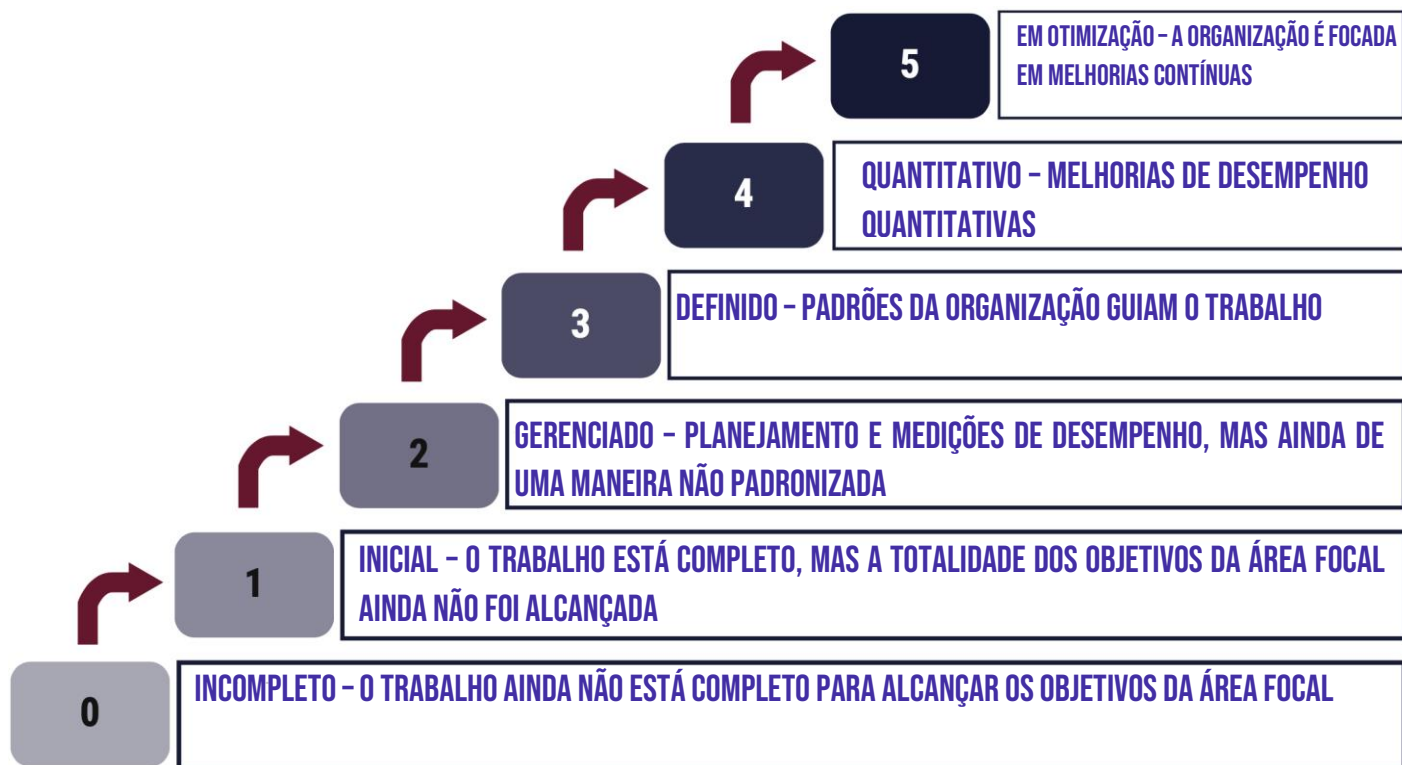 5
EM OTIMIZAÇÃO – A ORGANIZAÇÃO É FOCADA
EM MELHORIAS CONTÍNUAS
4
QUANTITATIVO – MELHORIAS DE DESEMPENHO
QUANTITATIVAS
3
DEFINIDO – PADRÕES DA ORGANIZAÇÃO GUIAM O TRABALHO
2
GERENCIADO – PLANEJAMENTO E MEDIÇÕES DE DESEMPENHO, MAS AINDA DE
UMA MANEIRA NÃO PADRONIZADA
1
INICIAL – O TRABALHO ESTÁ COMPLETO, MAS A TOTALIDADE DOS OBJETIVOS DA ÁREA FOCAL
AINDA NÃO FOI ALCANÇADA
0
INCOMPLETO – O TRABALHO AINDA NÃO ESTÁ COMPLETO PARA ALCANÇAR OS OBJETIVOS DA ÁREA FOCAL